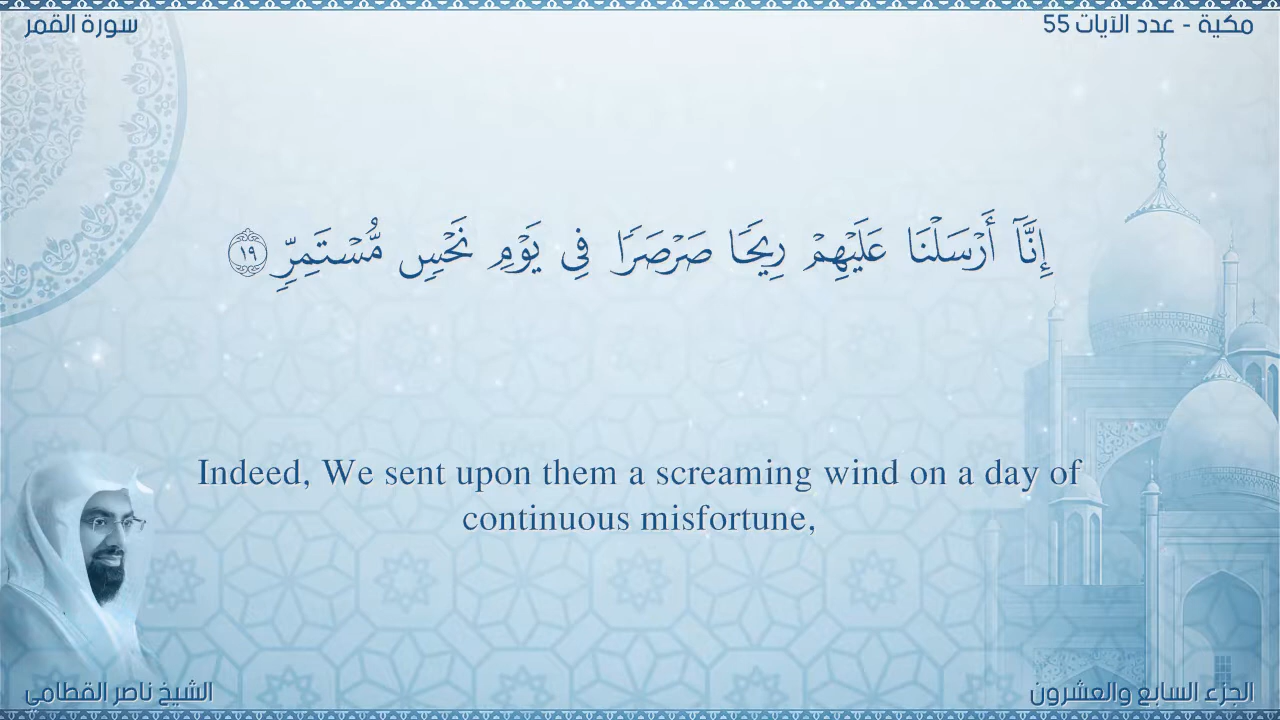 سورة القمر
مكية - عدد الآيات 55
إِنَّآ أَرْسَلْنَا عَلَيْهِمْ رِيحًا صَرْصَرًا فِى يَوْمِ نَحْسٍ مُّسْتَمِرٍّ ١٩
Indeed, We sent upon them a screaming wind on a day of
continuous misfortune,
الشيخ ناصر القطامي
الجزء السابع والعشرون